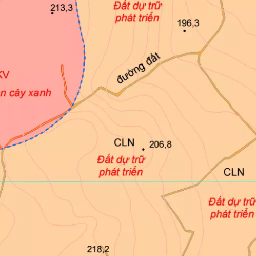 213,3
Đất dự trữ
phát triển
196,3
đường đất
KV
n cây xanh
CLN
206,8
Đất dự trữ
phát triển
CLN
Đất dự trữ
phát triển
218,2